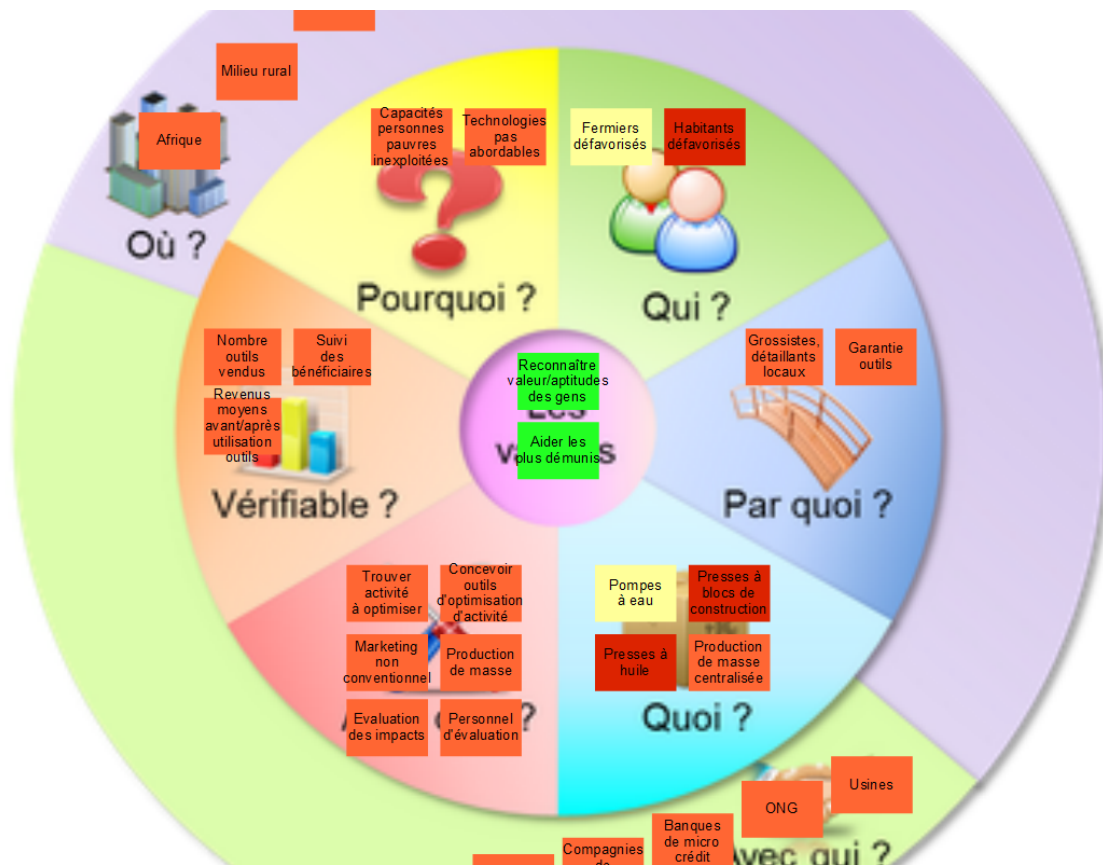 Milieu rural
Afrique
Où ?
Capacités
personnes
pauvres
inexploitées
Technologies
pas
abordables
Pourquoi ?
Fermiers
défavorisés
Habitants
défavorisés
Qui ?
Nombre
outils
vendus
Suivi
des
bénéficiaires
Revenus
moyens
avant/après
utilisation
outils
Vérifiable ?
Reconnaître
valeur/aptitudes
des gens
Aider les
plus démunis
Grossistes,
détaillants
locaux
Garantie
outils
Par quoi ?
Trouver
activité
à optimiser
Concevoir
outils
d'optimisation
d'activité
Marketing
non
conventionnel
Production
de masse
Evaluation
des impacts
Personnel
d'évaluation
?
Pompes
à eau
Presses à
blocs de
construction
Presses à
huile
Production
de masse
centralisée
Quoi ?
Usines
ONG
Banques
de micro
crédit
Compagnies
de
Avec qui ?